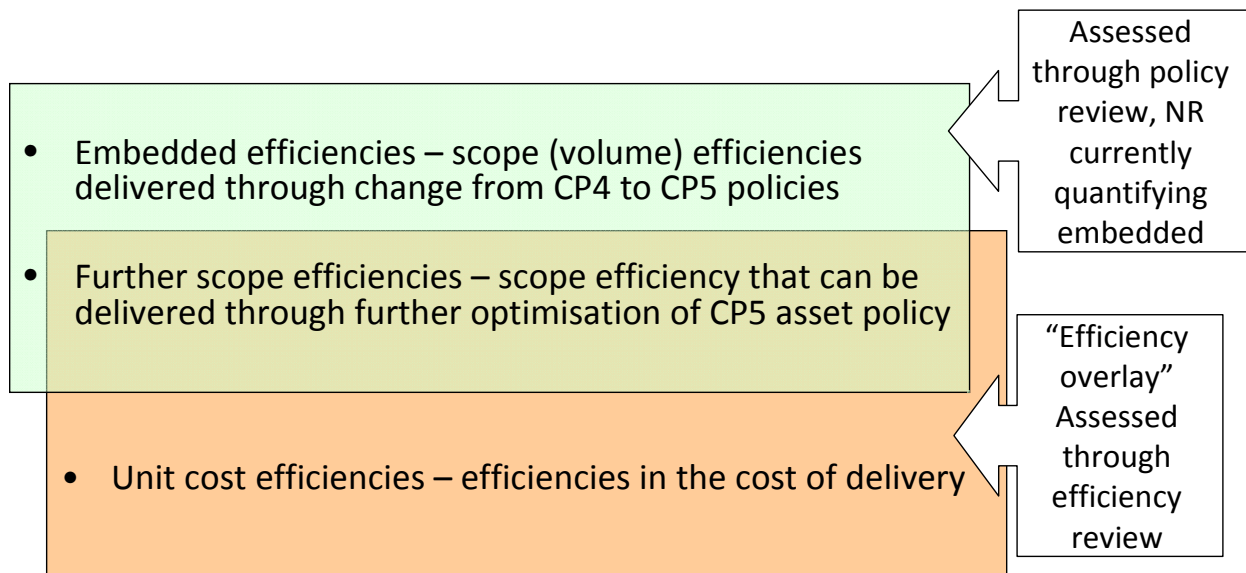 • Embedded efficiencies – scope (volume) efficiencies
delivered through change from CP4 to CP5 policies
• Further scope efficiencies – scope efficiency that can be
delivered through further optimisation of CP5 asset policy
• Unit cost efficiencies – efficiencies in the cost of delivery
Assessed
through policy
review, NR
currently
quantifying
embedded
“Efficiency
overlay”
Assessed
through
efficiency
review